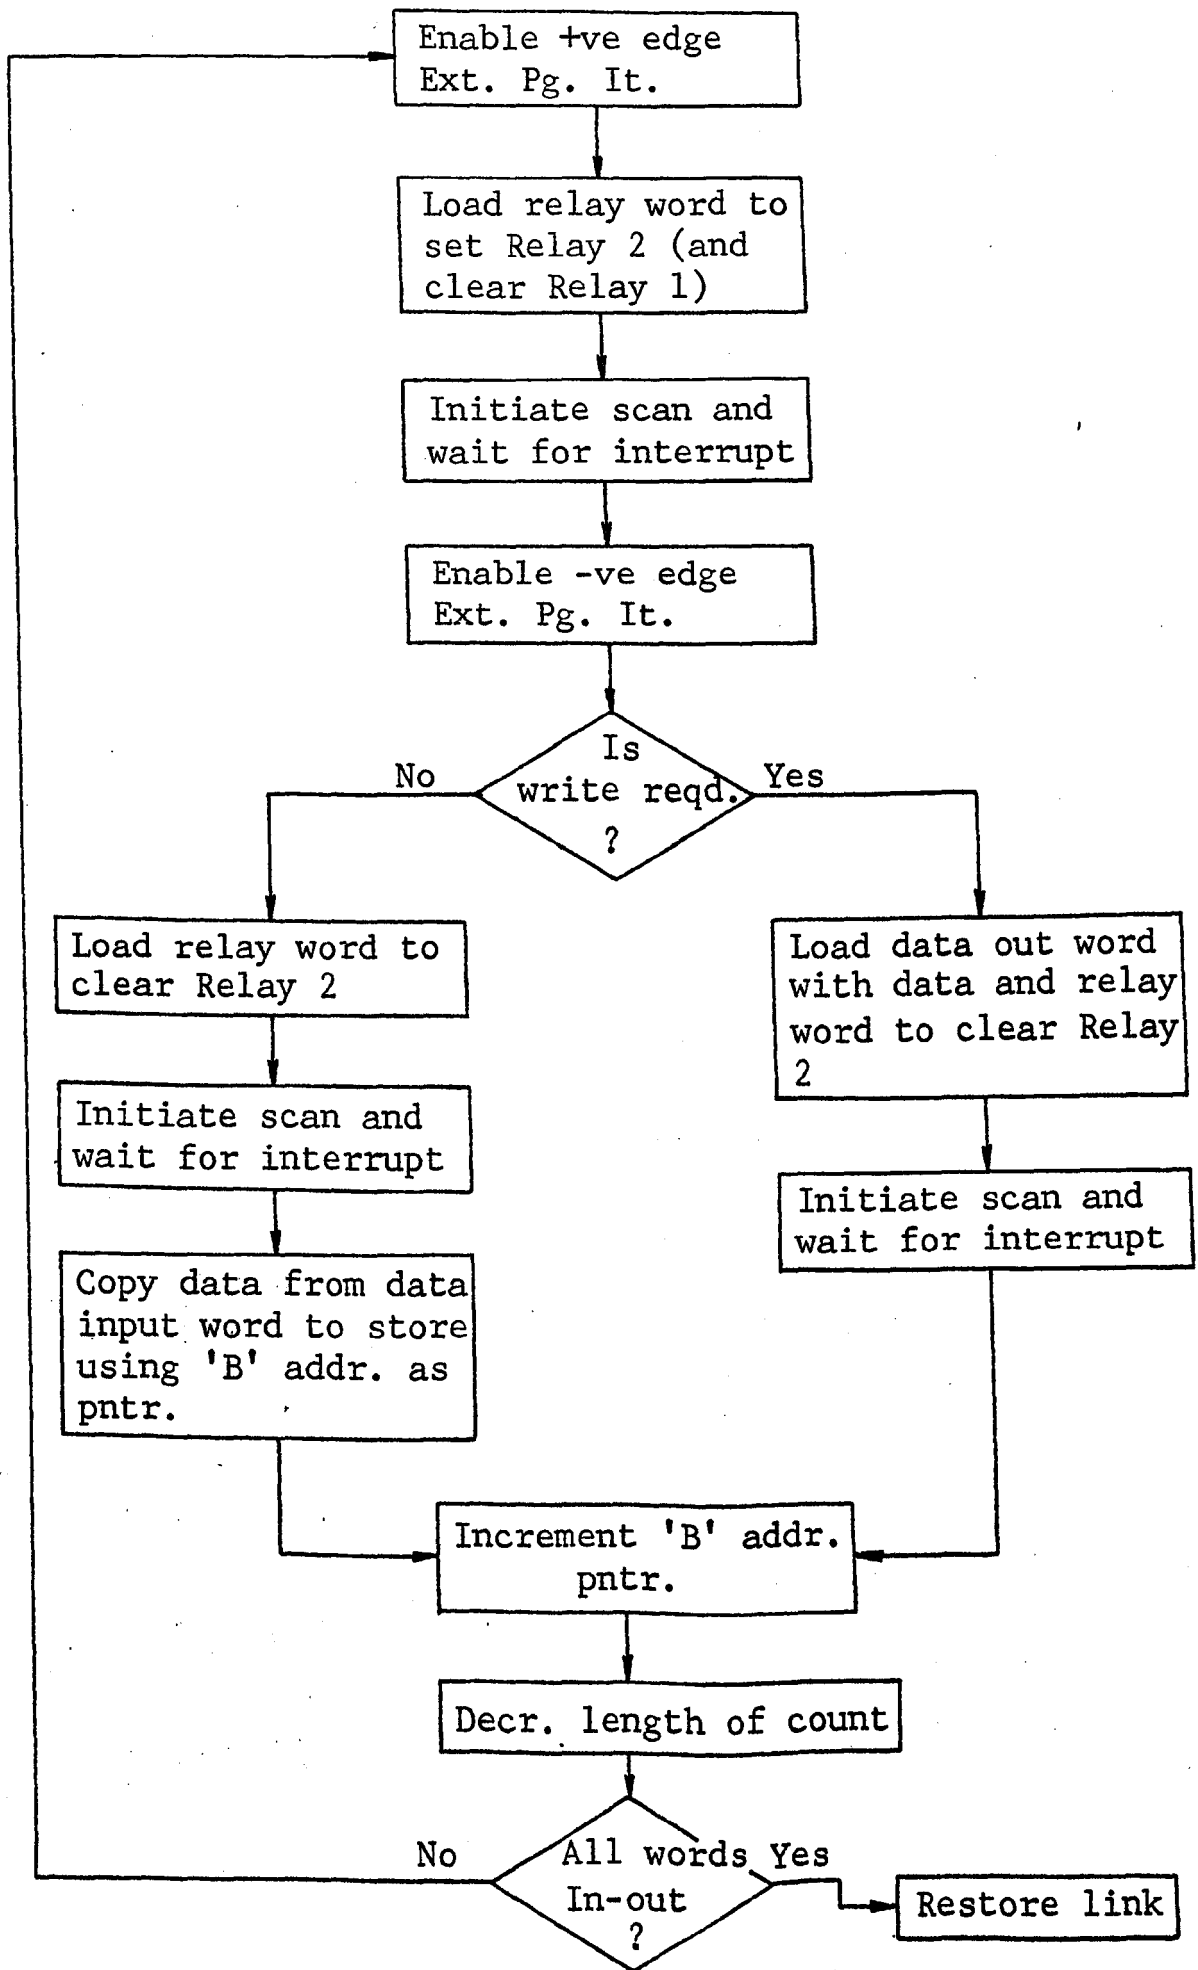 Enable +ve edge
Ext. Pg. It.
Load relay word to
set Relay 2 (and
clear Relay 1)
Initiate scan and
wait for interrupt
Enable -ve edge
Ext. Pg. It.
Is
write reqd.
?
No
Yes
Load relay word to
clear Relay 2
Initiate scan and
wait for interrupt
Copy data from data
input word to store
using 'B' addr. as
pntr.
Load data out word
with data and relay
word to clear Relay
2
Initiate scan and
wait for interrupt
Increment 'B' addr.
pntr.
Decr. length of count
All words
In-out
?
No
Yes
Restore link